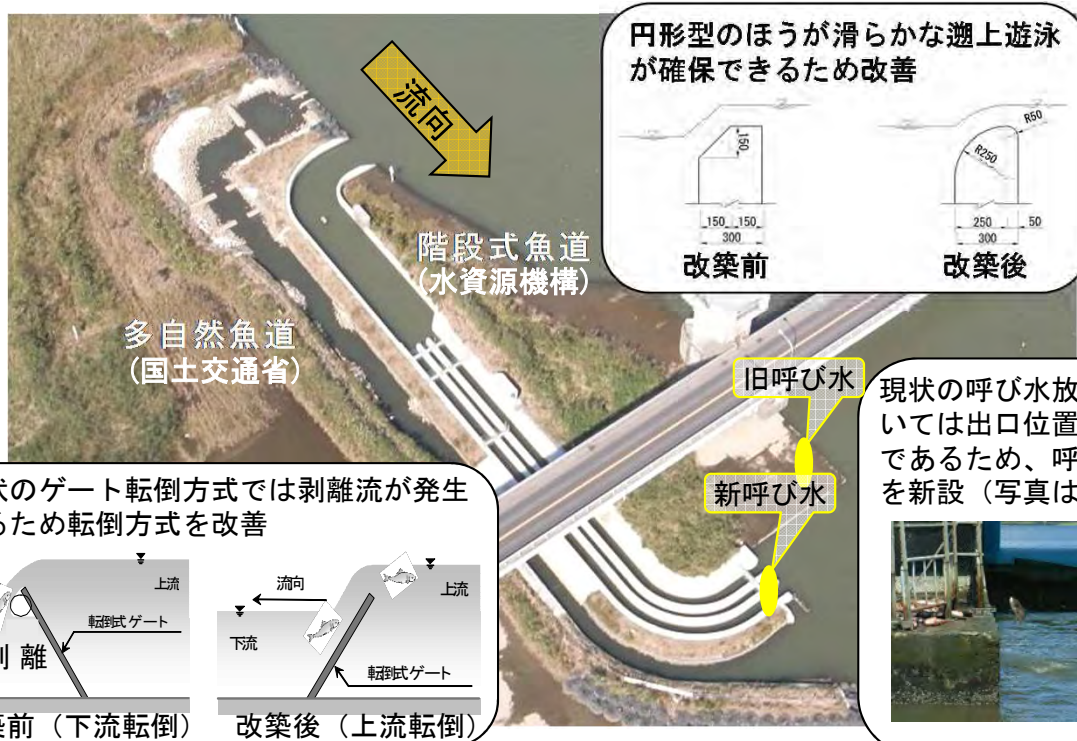 円形型のほうが滑らかな遡上遊泳
が確保できるため改善
R50
150
R250
150 150
300
250 50
300
改築前
改築後
流向
階段式魚道
(水資源機構)
多自然魚道
(国土交通省)
旧呼び水
新呼び水
現状の呼び水放
いては出口位置
であるため、呼
を新設（写真は
状のゲート転倒方式では剥離流が発生
るため転倒方式を改善
上流
転倒式ゲート
離
築前（下流転倒）
流向
上流
下流
転倒式ゲート
改築後（上流転倒）